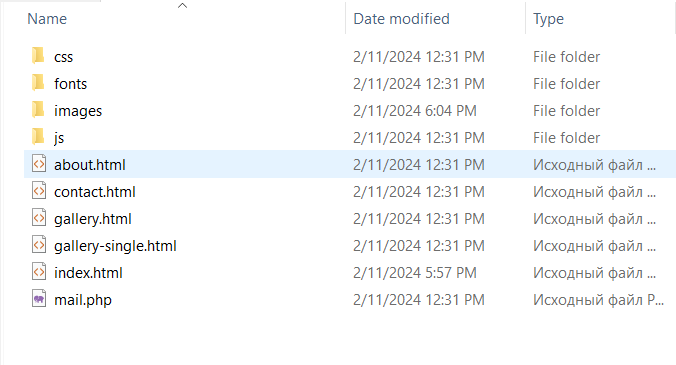 Name Date modified Type
css 2/11/2024 12:31 PM File folder
fonts 2/11/2024 12:31 PM File folder
images 2/11/2024 6:04 PM File folder
js 2/11/2024 12:31 PM File folder
about.html 2/11/2024 12:31 PM Исходный файл ...
contact.html 2/11/2024 12:31 PM Исходный файл ...
gallery.html 2/11/2024 12:31 PM Исходный файл ...
gallery-single.html 2/11/2024 12:31 PM Исходный файл ...
index.html 2/11/2024 5:57 PM Исходный файл ...
mail.php 2/11/2024 12:31 PM Исходный файл P...